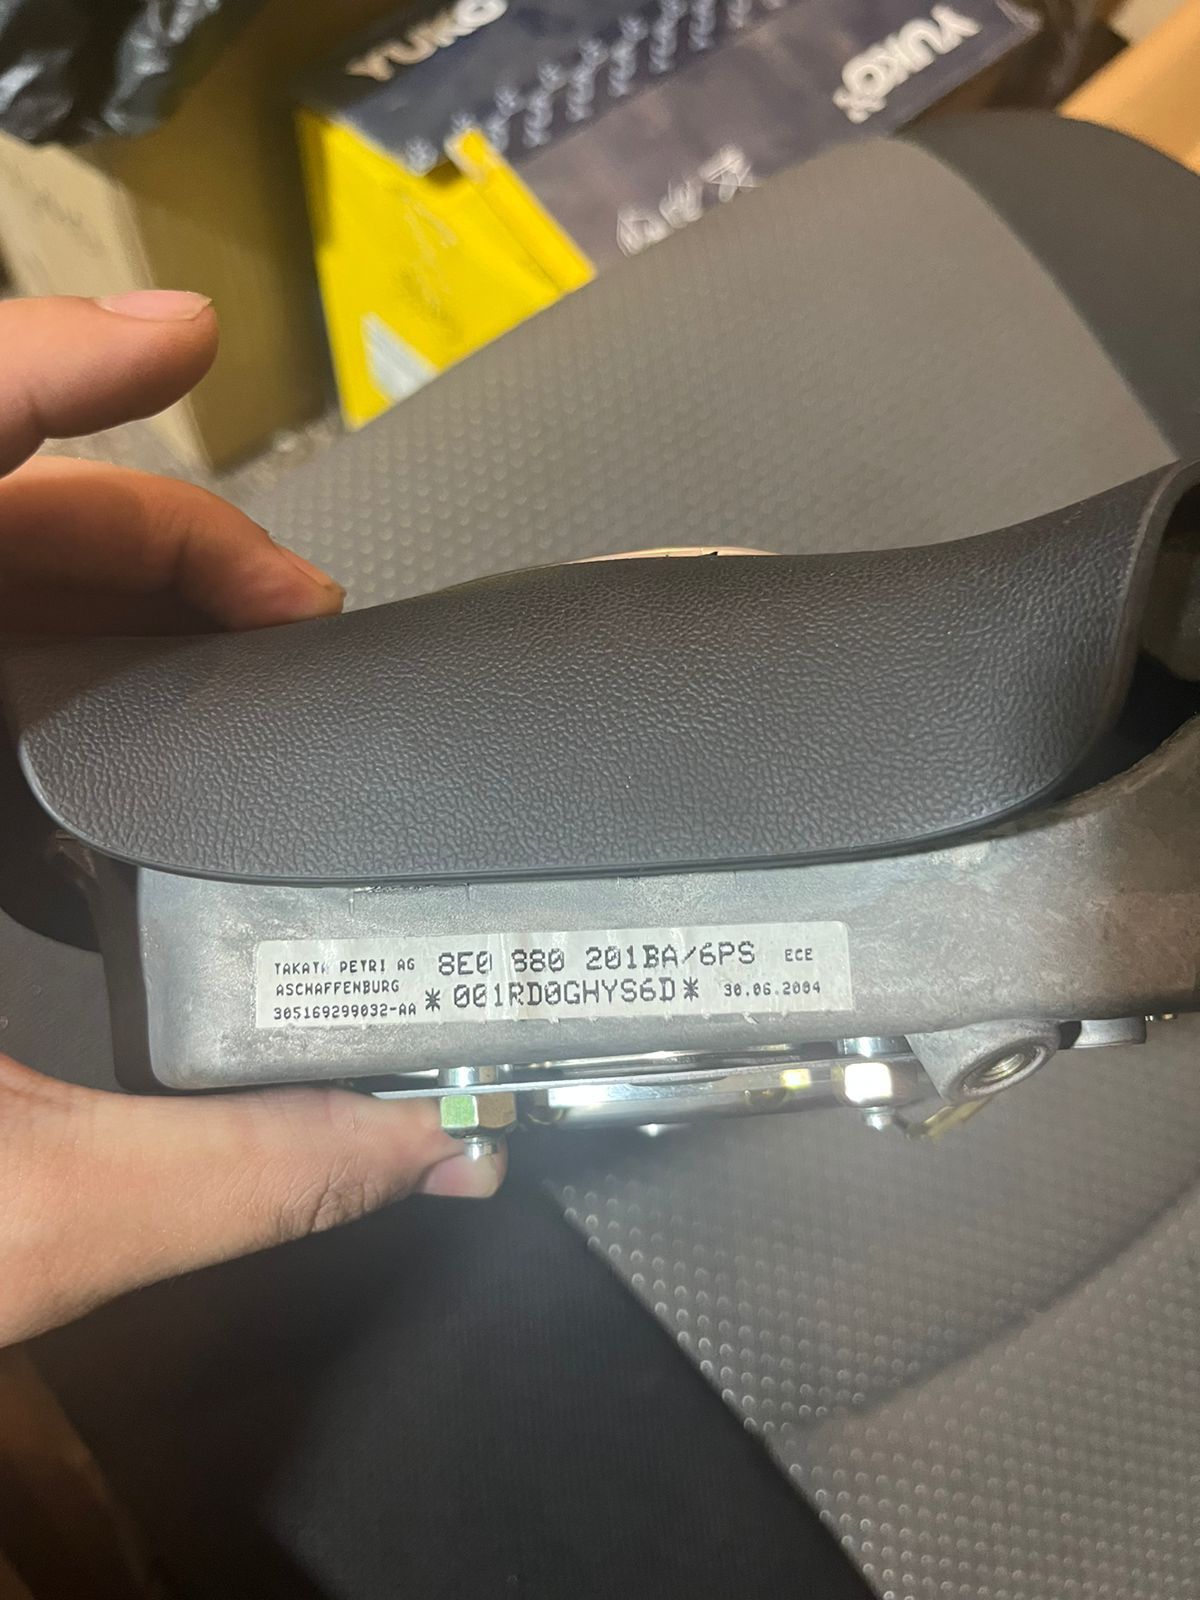 YUKO
YUKO
TAKATA PETRI AG 8E0 880 201BA/6PS ECE
ASCHAFFENBURG *001RD0GHYS6D* 30.06.2004
305169299032-AA